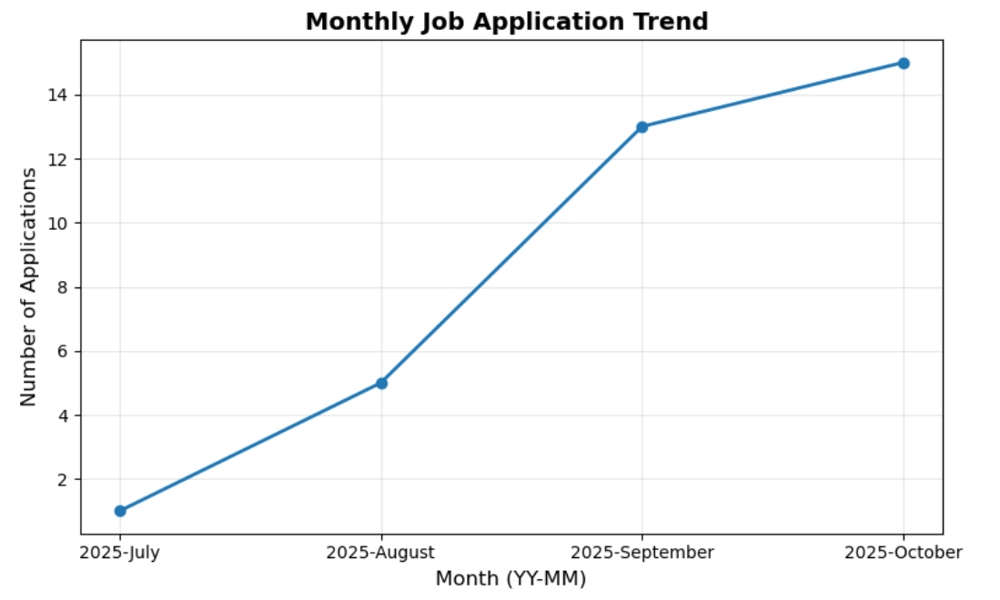 Monthly Job Application Trend
14
12
10
8
6
4
2
Number of Applications
2025-July 2025-August 2025-September 2025-October
Month (YY-MM)